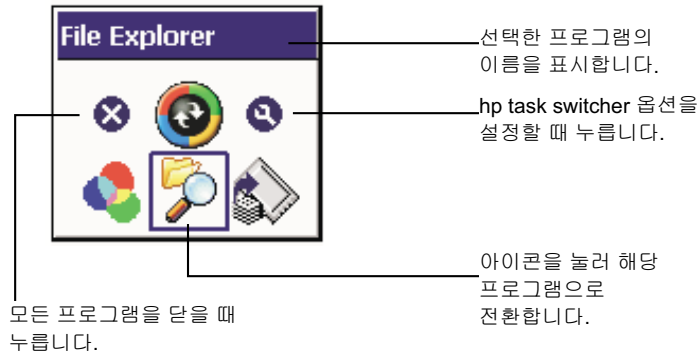 File Explorer
선택한 프로그램의
이름을 표시합니다.
hp task switcher 옵션을
설정할 때 누릅니다.
아이콘을 눌러 해당
프로그램으로
전환합니다.
모든 프로그램을 닫을 때
누릅니다.